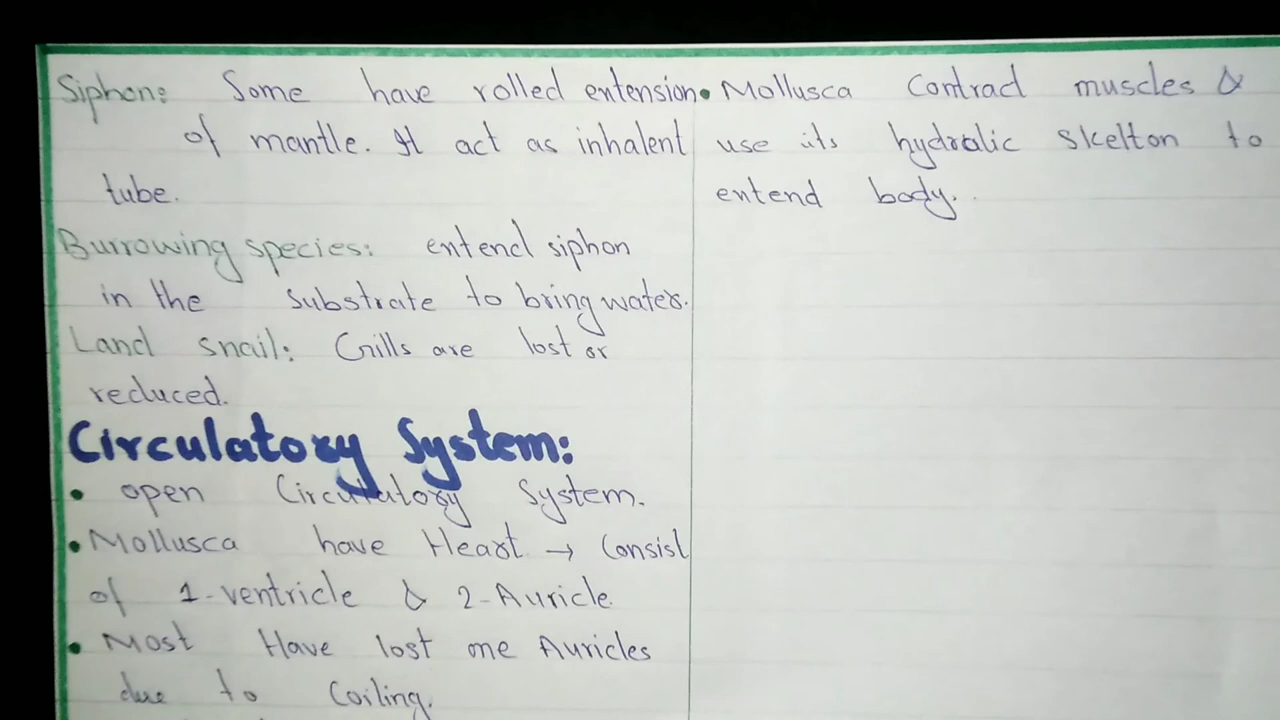 Siphon: Some have rolled extension
of mantle. It act as inhalent
tube.
Burrowing species: entend siphon
in the substrate to bring water.
Land snail: Gills are lost or
reduced.
Circulatory System:
• open Circulatory System.
• Mollusca have Heart → Consist
of 1-ventricle & 2-Auricle.
• Most Have lost one Auricles
due to Coiling.
• Mollusca Contract muscles &
use its hydralic skelton to
entend body.